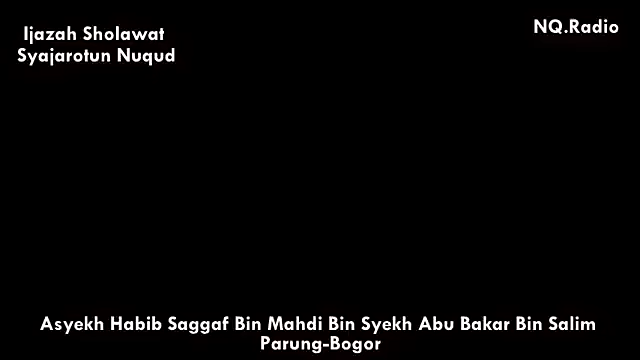 Ijazah Sholawat
Syajarotun Nuqud
NQ.Radio
Asyekh Habib Saggaf Bin Mahdi Bin Syekh Abu Bakar Bin Salim
Parung-Bogor